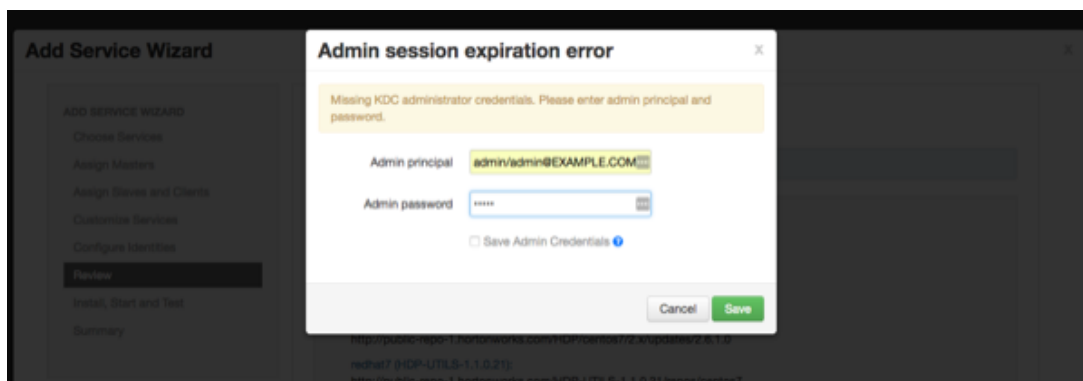 Add Service Wizard
Admin session expiration error
x
x
ADD SERVICE WIZARD
Choose Services
Assign Masters
Assign Slaves and Clients
Customize Services
Configure Identities
Review
Install, Start and Test
Summary
Missing KDC administrator credentials. Please enter admin principal and
password.
Admin principal
admin/admin@EXAMPLE.COM
Admin password
•••••
Save Admin Credentials
?
Cancel
Save
http://public-repo-1.hortonworks.com/HDP/centos7/2.x/updates/2.6.1.0
redhat7 (HDP-UTILS-1.1.0.21):